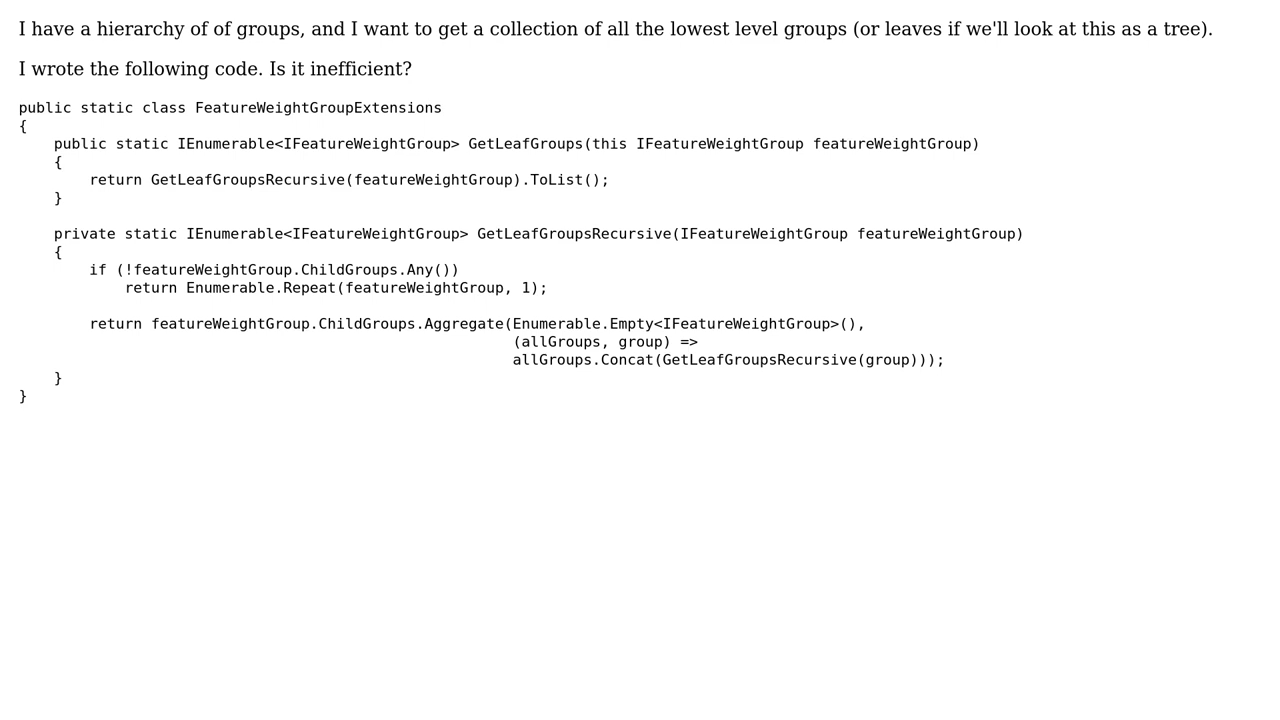 I have a hierarchy of of groups, and I want to get a collection of all the lowest level groups (or leaves if we'll look at this as a tree).
I wrote the following code. Is it inefficient?
public static class FeatureWeightGroupExtensions
{
    public static IEnumerable<IFeatureWeightGroup> GetLeafGroups(this IFeatureWeightGroup featureWeightGroup)
    {
        return GetLeafGroupsRecursive(featureWeightGroup).ToList();
    }

    private static IEnumerable<IFeatureWeightGroup> GetLeafGroupsRecursive(IFeatureWeightGroup featureWeightGroup)
    {
        if (!featureWeightGroup.ChildGroups.Any())
            return Enumerable.Repeat(featureWeightGroup, 1);

        return featureWeightGroup.ChildGroups.Aggregate(Enumerable.Empty<IFeatureWeightGroup>(),
                                                        (allGroups, group) =>
                                                        allGroups.Concat(GetLeafGroupsRecursive(group)));
    }
}